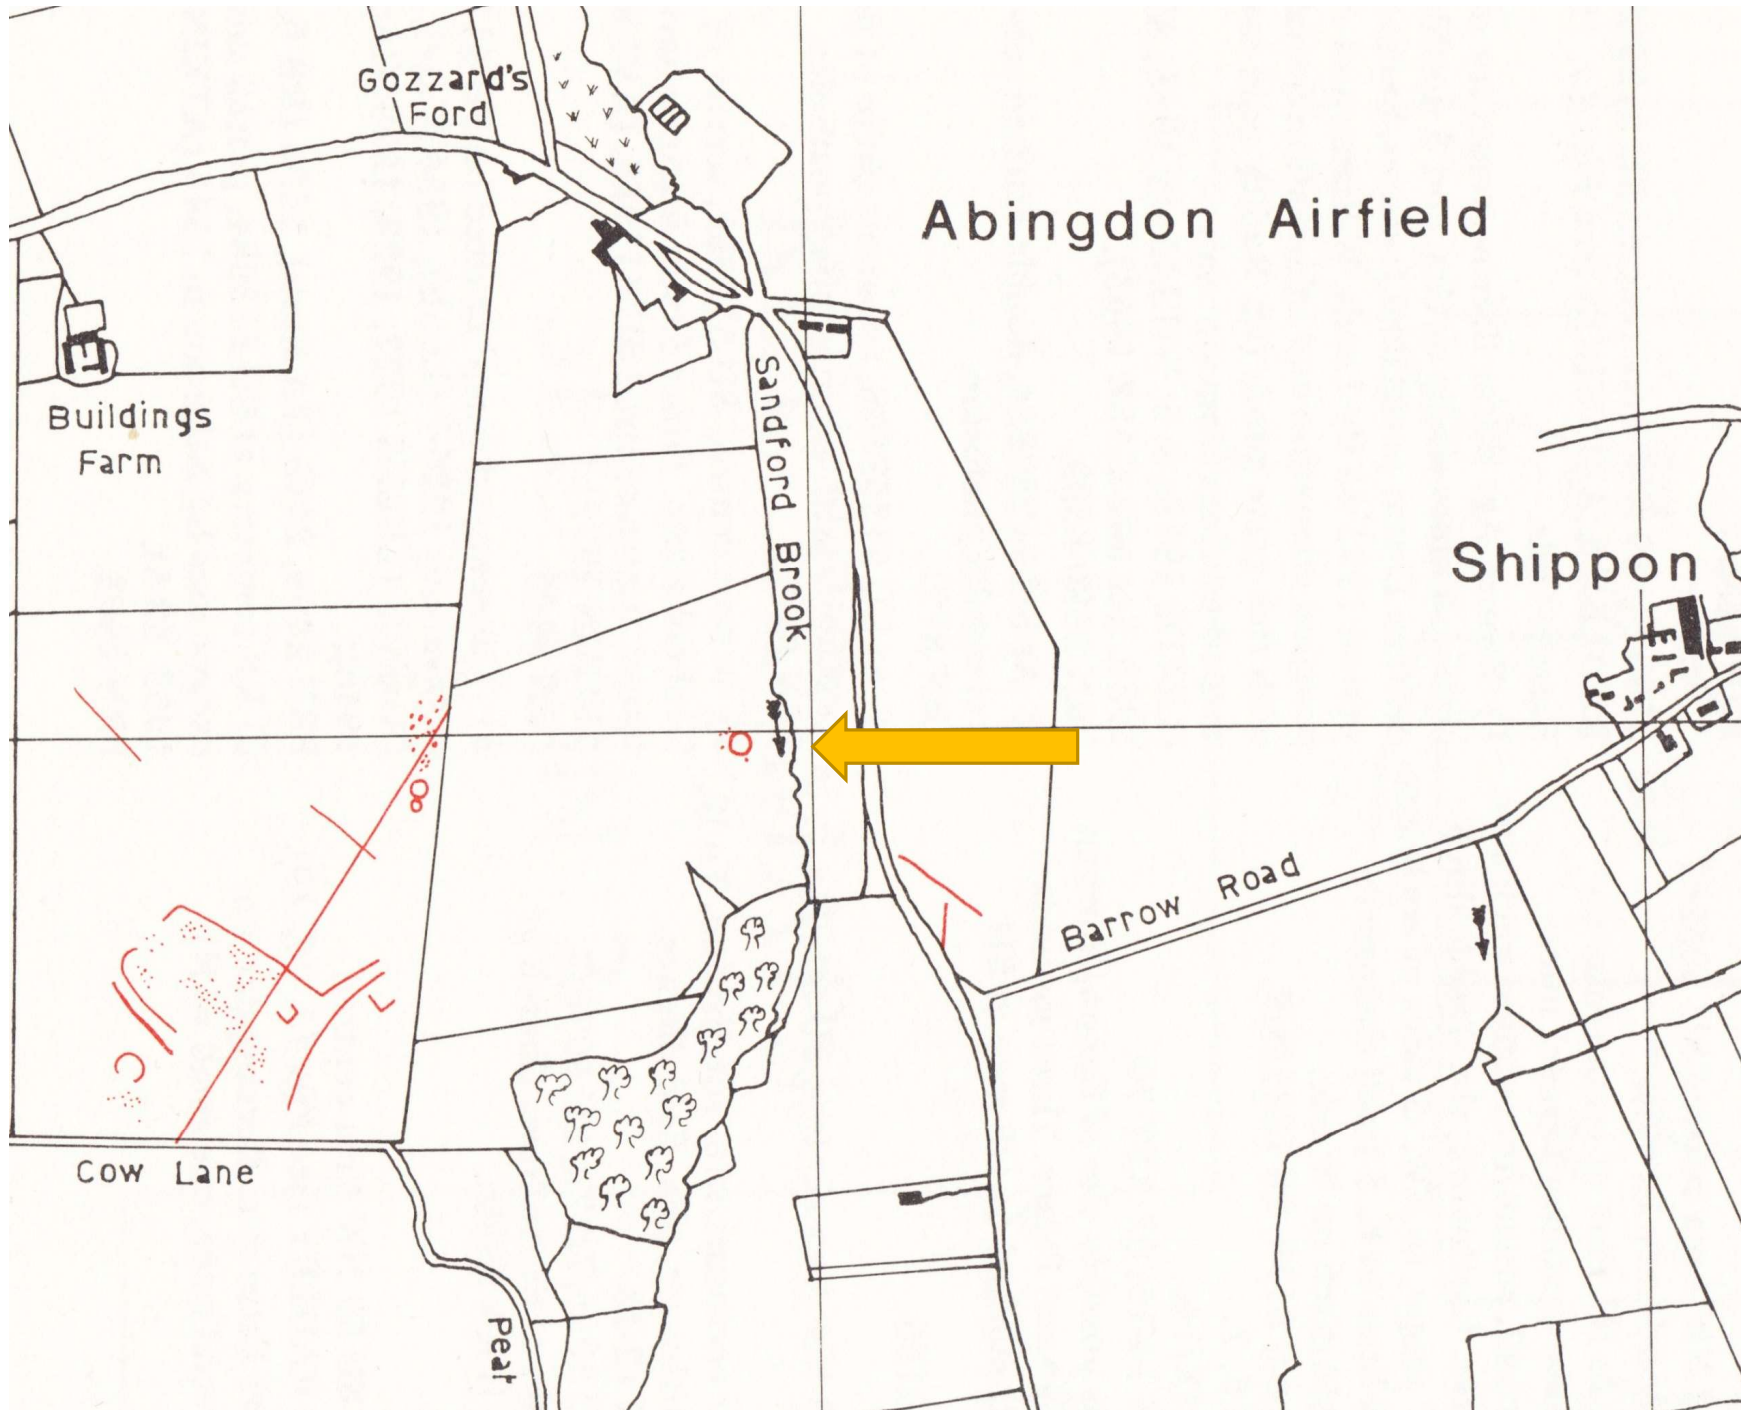 Gozzard's
Ford
Abingdon Airfield
Buildings
Farm
Sandford Brook
Shippon
Barrow Road
Cow Lane
Peat